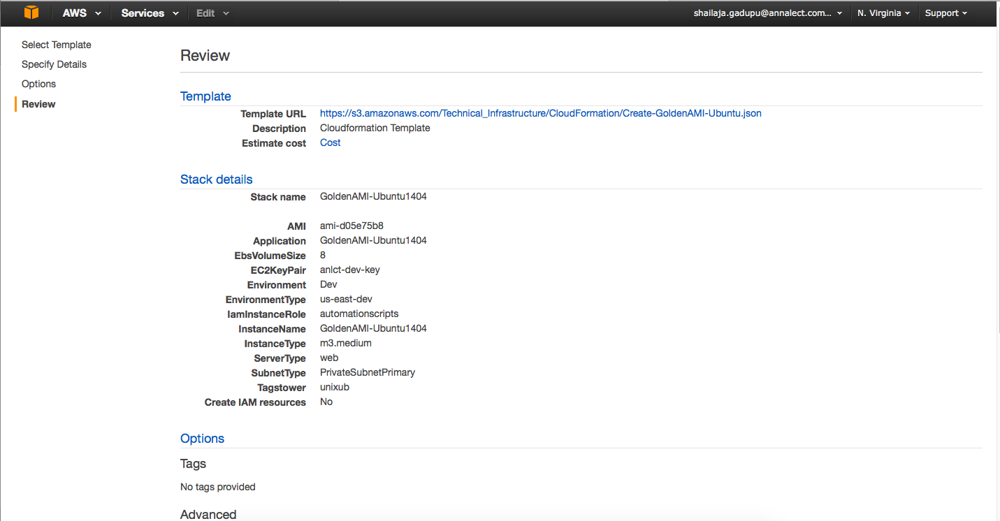 AWS Services Edit shailaja.gadupu@annalect.com... N. Virginia Support
Select Template
Specify Details
Options
Review
Review
Template
Template URL https://s3.amazonaws.com/Technical_Infrastructure/CloudFormation/Create-GoldenAMI-Ubuntu.json
Description Cloudformation Template
Estimate cost Cost
Stack details
Stack name GoldenAMI-Ubuntu1404
AMI ami-d05e75b8
Application GoldenAMI-Ubuntu1404
EbsVolumeSize 8
EC2KeyPair anlct-dev-key
Environment Dev
EnvironmentType us-east-dev
IamInstanceRole automationscripts
InstanceName GoldenAMI-Ubuntu1404
InstanceType m3.medium
ServerType web
SubnetType PrivateSubnetPrimary
Tagstower unixub
Create IAM resources No
Options
Tags
No tags provided
Advanced